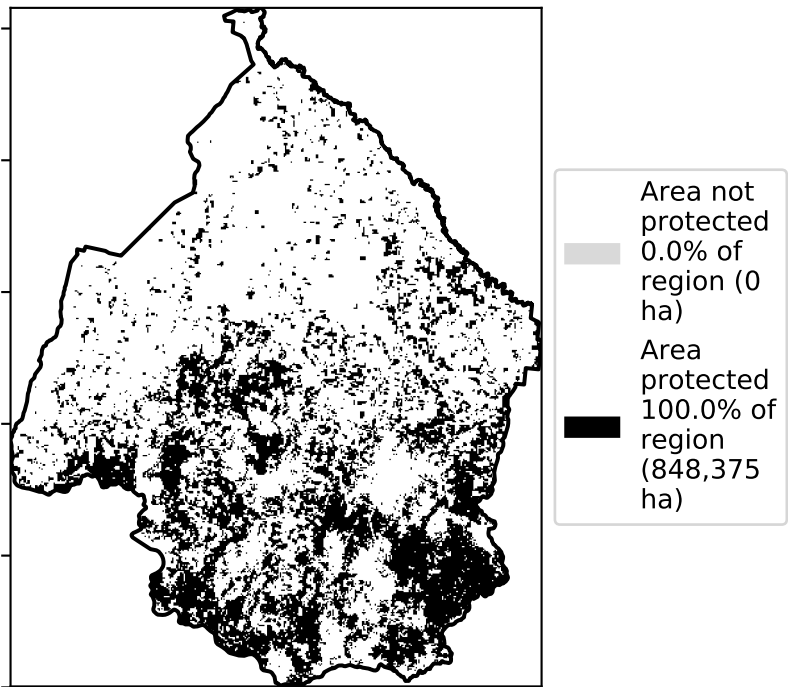 Area not
protected
0.0% of
region (0
ha)
Area
protected
100.0% of
region
(848,375
ha)